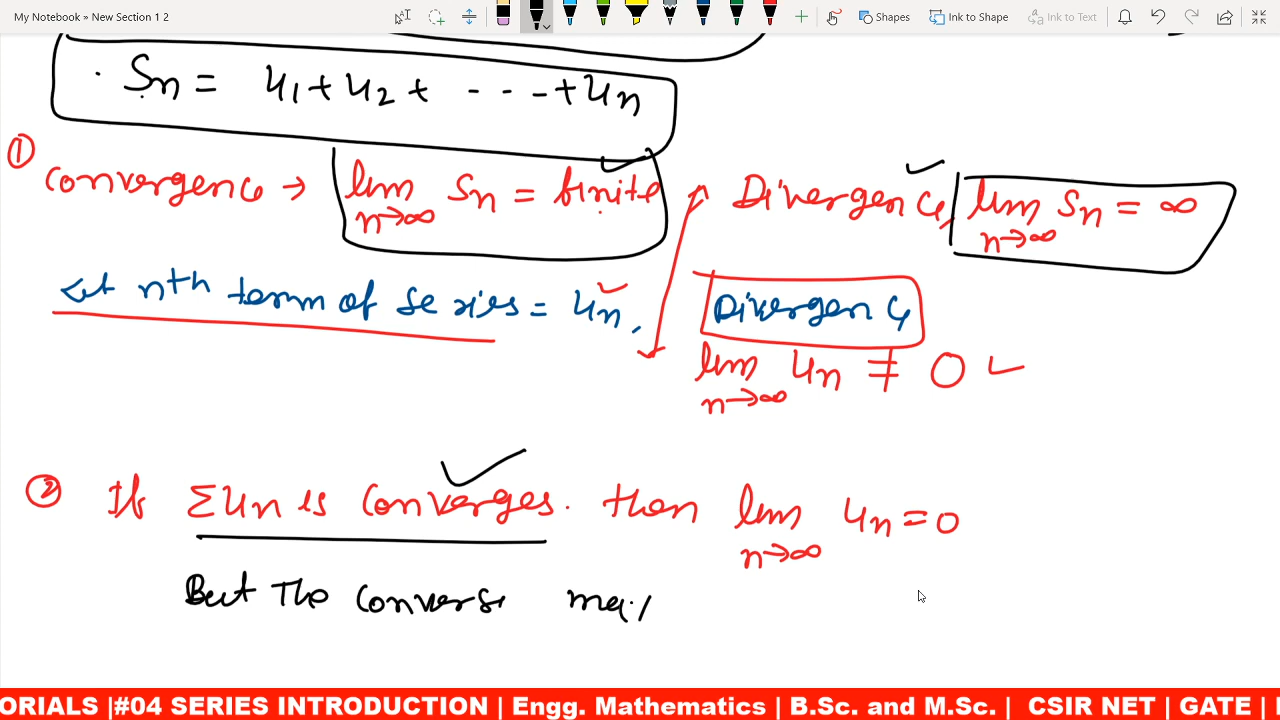 My Notebook » New Section 1 2
Shapes
Ink to Shape
Ink to Text
Sn = u1 + u2 + - - - + un
① Convergence → lim n→∞ Sn = finite
Divergence, lim n→∞ Sn = ∞
Let nth term of series = un,
Divergence
lim n→∞ un ≠ 0
② If Σun is converges. then lim n→∞ un = 0
But The converse may
ORIALS |#04 SERIES INTRODUCTION | Engg. Mathematics | B.Sc. and M.Sc. | CSIR NET | GATE |